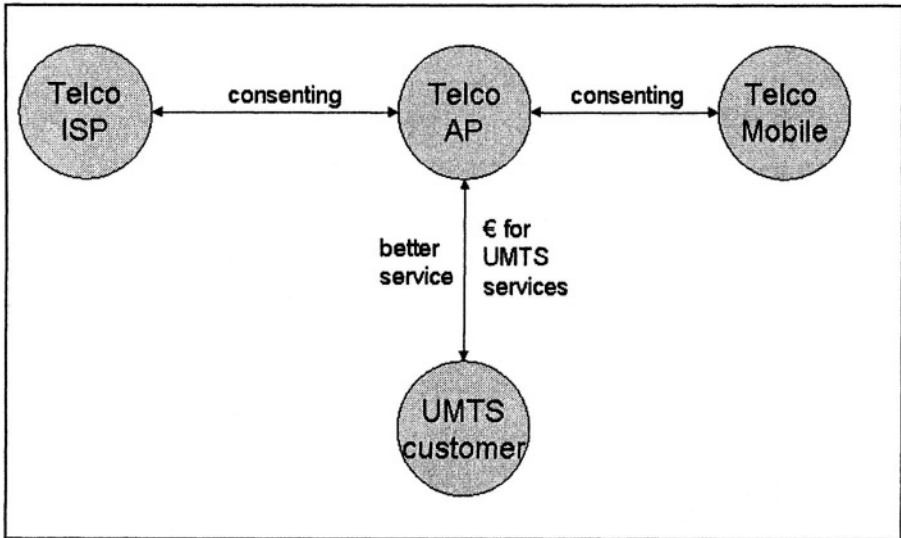 Telco
ISP
consenting
Telco
AP
consenting
Telco
Mobile
better
service
€ for
UMTS
services
UMTS
customer